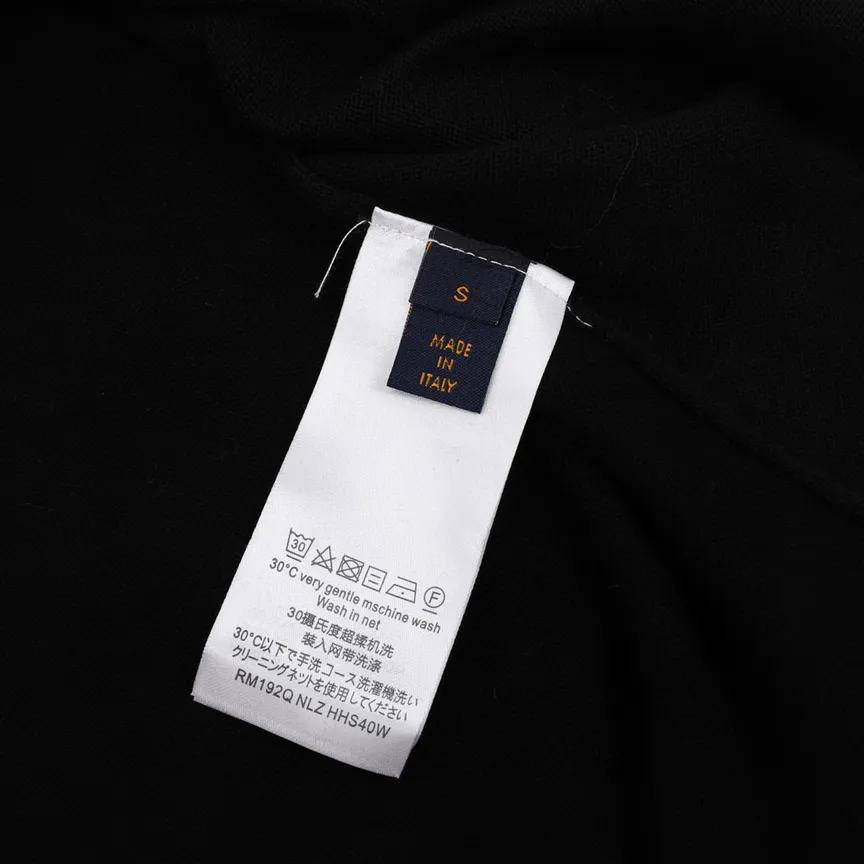 S
MADE
IN
ITALY
30
F
30°C very gentle mschine wash
Wash in net
30摄氏度超揉机洗
装入网带洗涤
30°C以下で手洗コース洗濯機洗い
クリーニングネットを使用してください
RM192Q NLZ HHS40W